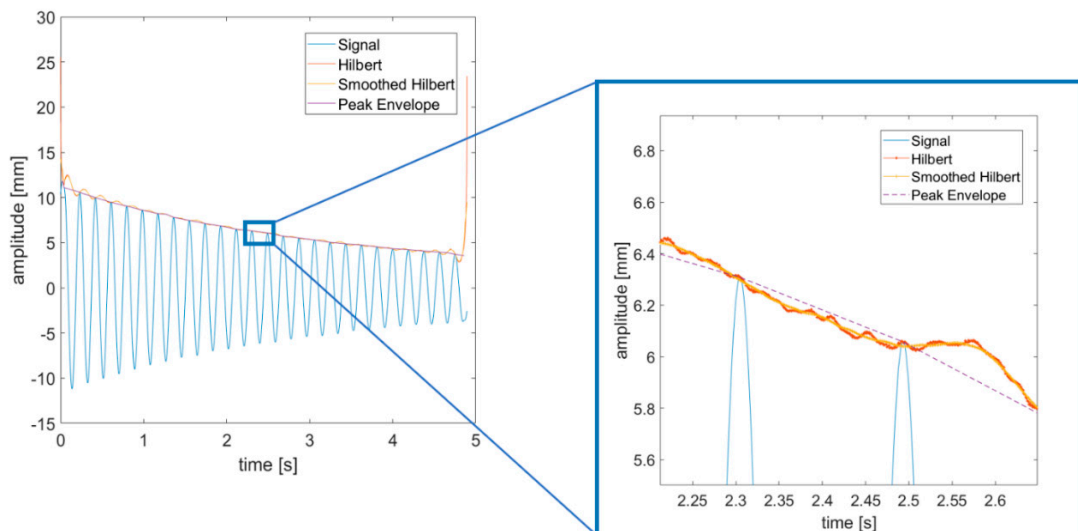 30
25
20
15
10
5
0
-5
-10
-15
amplitude [mm]
0 1 2 3 4 5
time [s]
Signal
Hilbert
Smoothed Hilbert
Peak Envelope
6.8
6.6
6.4
6.2
6
5.8
5.6
amplitude [mm]
2.25 2.3 2.35 2.4 2.45 2.5 2.55 2.6
time [s]
Signal
Hilbert
Smoothed Hilbert
Peak Envelope